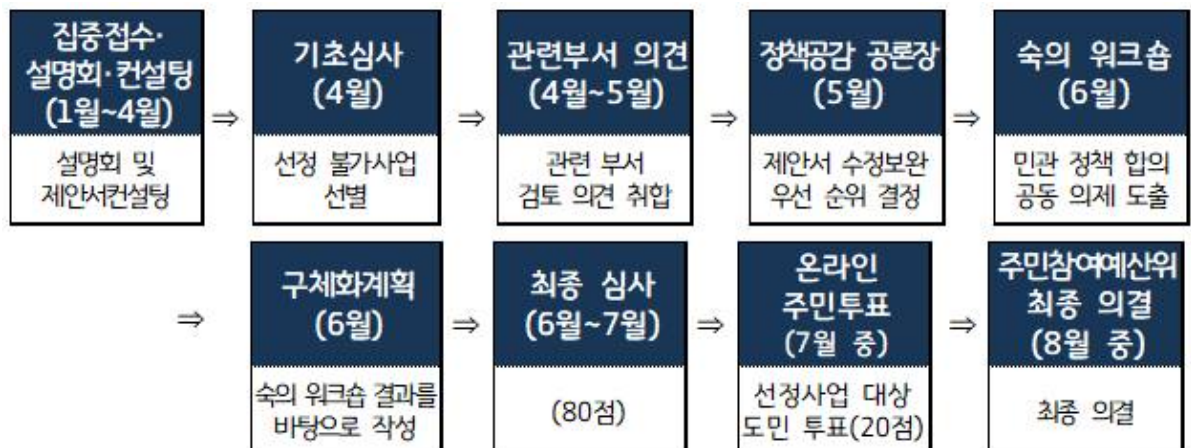 집중접수·
설명회·컨설팅
(1월~4월)
설명회 및
제안서컨설팅
⇒
기초심사
(4월)
선정 불가사업
선별
⇒
관련부서 의견
(4월~5월)
관련 부서
검토 의견 취합
⇒
정책공감 공론장
(5월)
제안서 수정보완
우선 순위 결정
⇒
숙의 워크숍
(6월)
민관 정책 합의
공동 의제 도출
⇒
구체화계획
(6월)
숙의 워크숍 결과를
바탕으로 작성
⇒
최종 심사
(6월~7월)
(80점)
⇒
온라인
주민투표
(7월 중)
선정사업 대상
도민 투표(20점)
⇒
주민참여예산위
최종 의결
(8월 중)
최종 의결